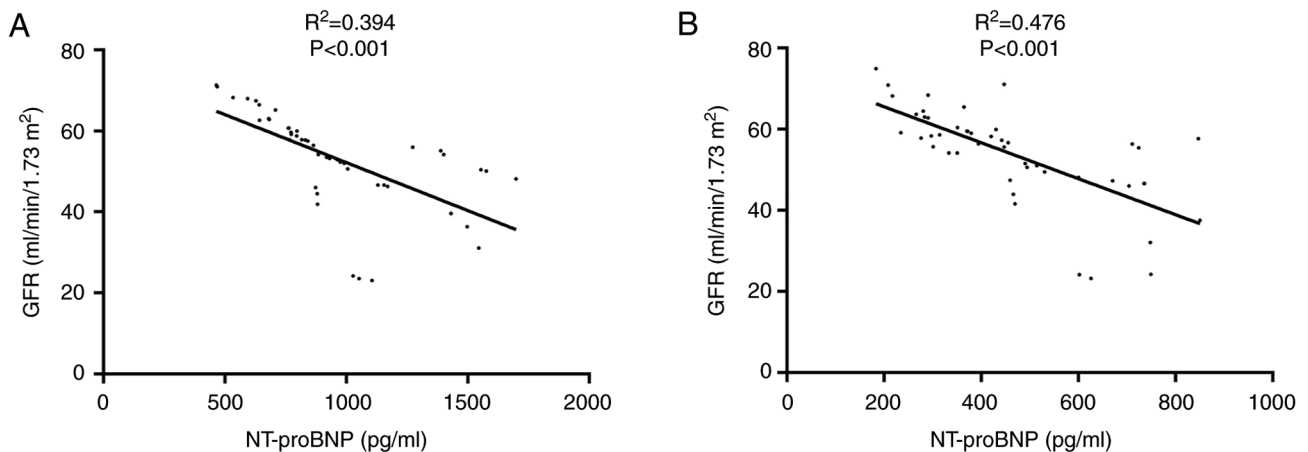 A
R²=0.394
P<0.001
GFR (ml/min/1.73 m²)
80
60
40
20
0
0 500 1000 1500 2000
NT-proBNP (pg/ml)
B
R²=0.476
P<0.001
GFR (ml/min/1.73 m²)
80
60
40
20
0
0 200 400 600 800 1000
NT-proBNP (pg/ml)